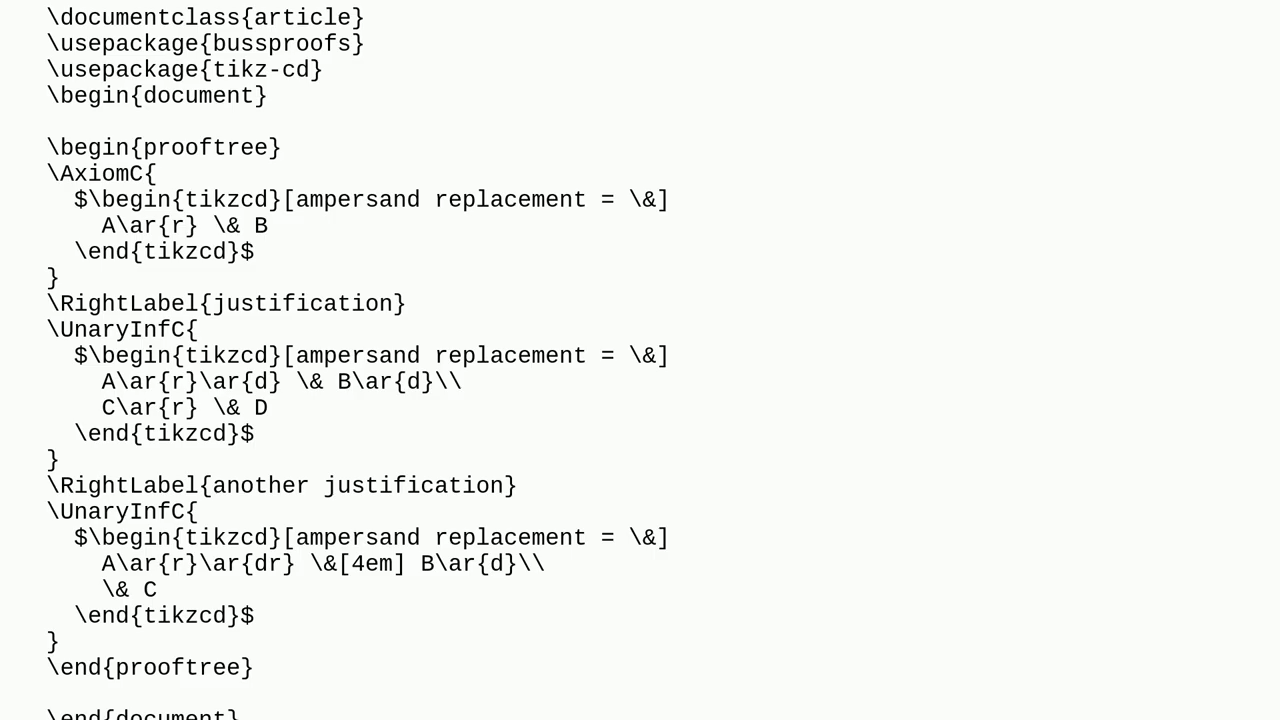 \documentclass{article}
\usepackage{bussproofs}
\usepackage{tikz-cd}
\begin{document}

\begin{prooftree}
\AxiomC{
  $\begin{tikzcd}[ampersand replacement = \&]
    A\ar{r} \& B
  \end{tikzcd}$
}
\RightLabel{justification}
\UnaryInfC{
  $\begin{tikzcd}[ampersand replacement = \&]
    A\ar{r}\ar{d} \& B\ar{d}\\
    C\ar{r} \& D
  \end{tikzcd}$
}
\RightLabel{another justification}
\UnaryInfC{
  $\begin{tikzcd}[ampersand replacement = \&]
    A\ar{r}\ar{dr} \&[4em] B\ar{d}\\
    \& C
  \end{tikzcd}$
}
\end{prooftree}

\end{document}